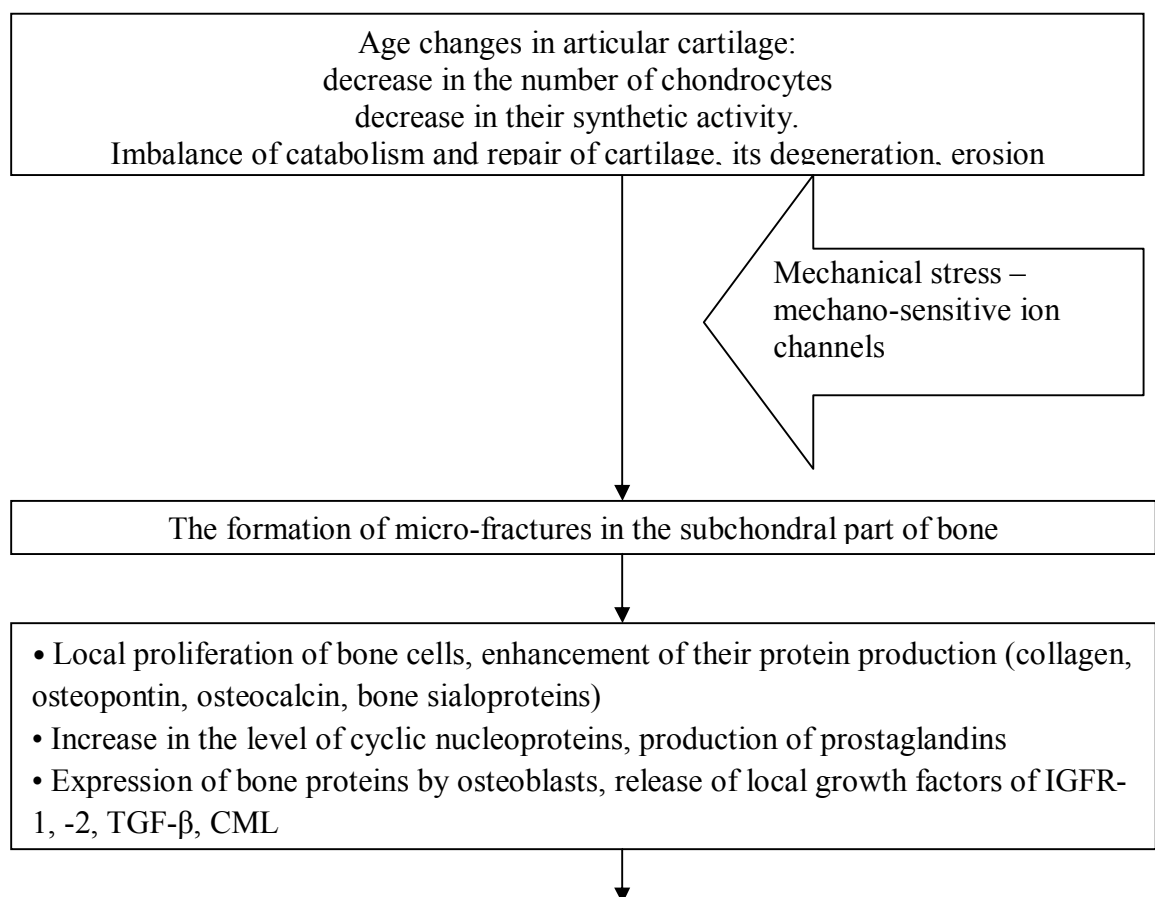 Age changes in articular cartilage:
decrease in the number of chondrocytes
decrease in their synthetic activity.
Imbalance of catabolism and repair of cartilage, its degeneration, erosion
Mechanical stress –
mechano-sensitive ion
channels
The formation of micro-fractures in the subchondral part of bone
• Local proliferation of bone cells, enhancement of their protein production (collagen,
osteopontin, osteocalcin, bone sialoproteins)
• Increase in the level of cyclic nucleoproteins, production of prostaglandins
• Expression of bone proteins by osteoblasts, release of local growth factors of IGFR-
1, -2, TGF-β, CML